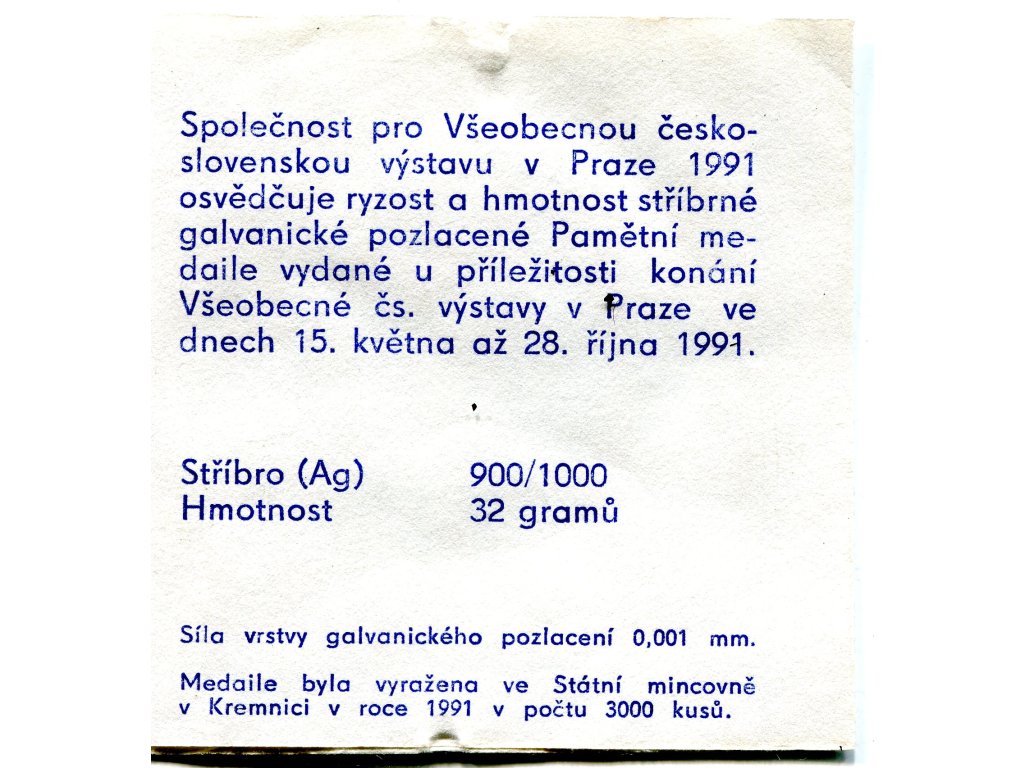 Společnost pro Všeobecnou česko-
slovenskou výstavu v Praze 1991
osvědčuje ryzost a hmotnost stříbrné
galvanické pozlacené Pamětní me-
daile vydané u příležitosti konání
Všeobecné čs. výstavy v Praze ve
dnech 15. května až 28. října 1991.
Stříbro (Ag) 900/1000
Hmotnost 32 gramů
Síla vrstvy galvanického pozlacení 0,001 mm.
Medaile byla vyražena ve Státní mincovně
v Kremnici v roce 1991 v počtu 3000 kusů.